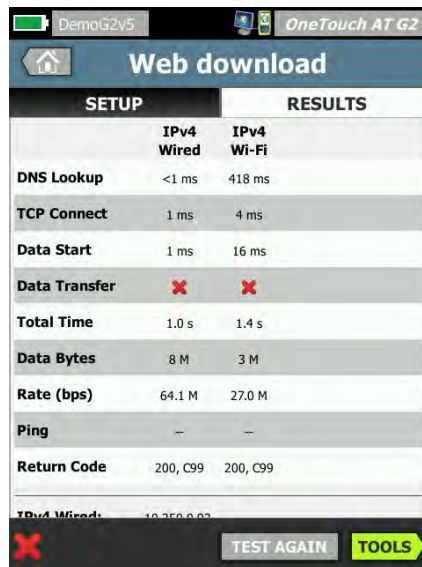 DemoG2v5 OneTouch AT G2
Web download
SETUP RESULTS
IPv4 IPv4
Wired Wi-Fi
DNS Lookup <1 ms 418 ms
TCP Connect 1 ms 4 ms
Data Start 1 ms 16 ms
Data Transfer
Total Time 1.0 s 1.4 s
Data Bytes 8 M 3 M
Rate (bps) 64.1 M 27.0 M
Ping – –
Return Code 200, C99 200, C99
IPv4 Wired:
TEST AGAIN TOOLS